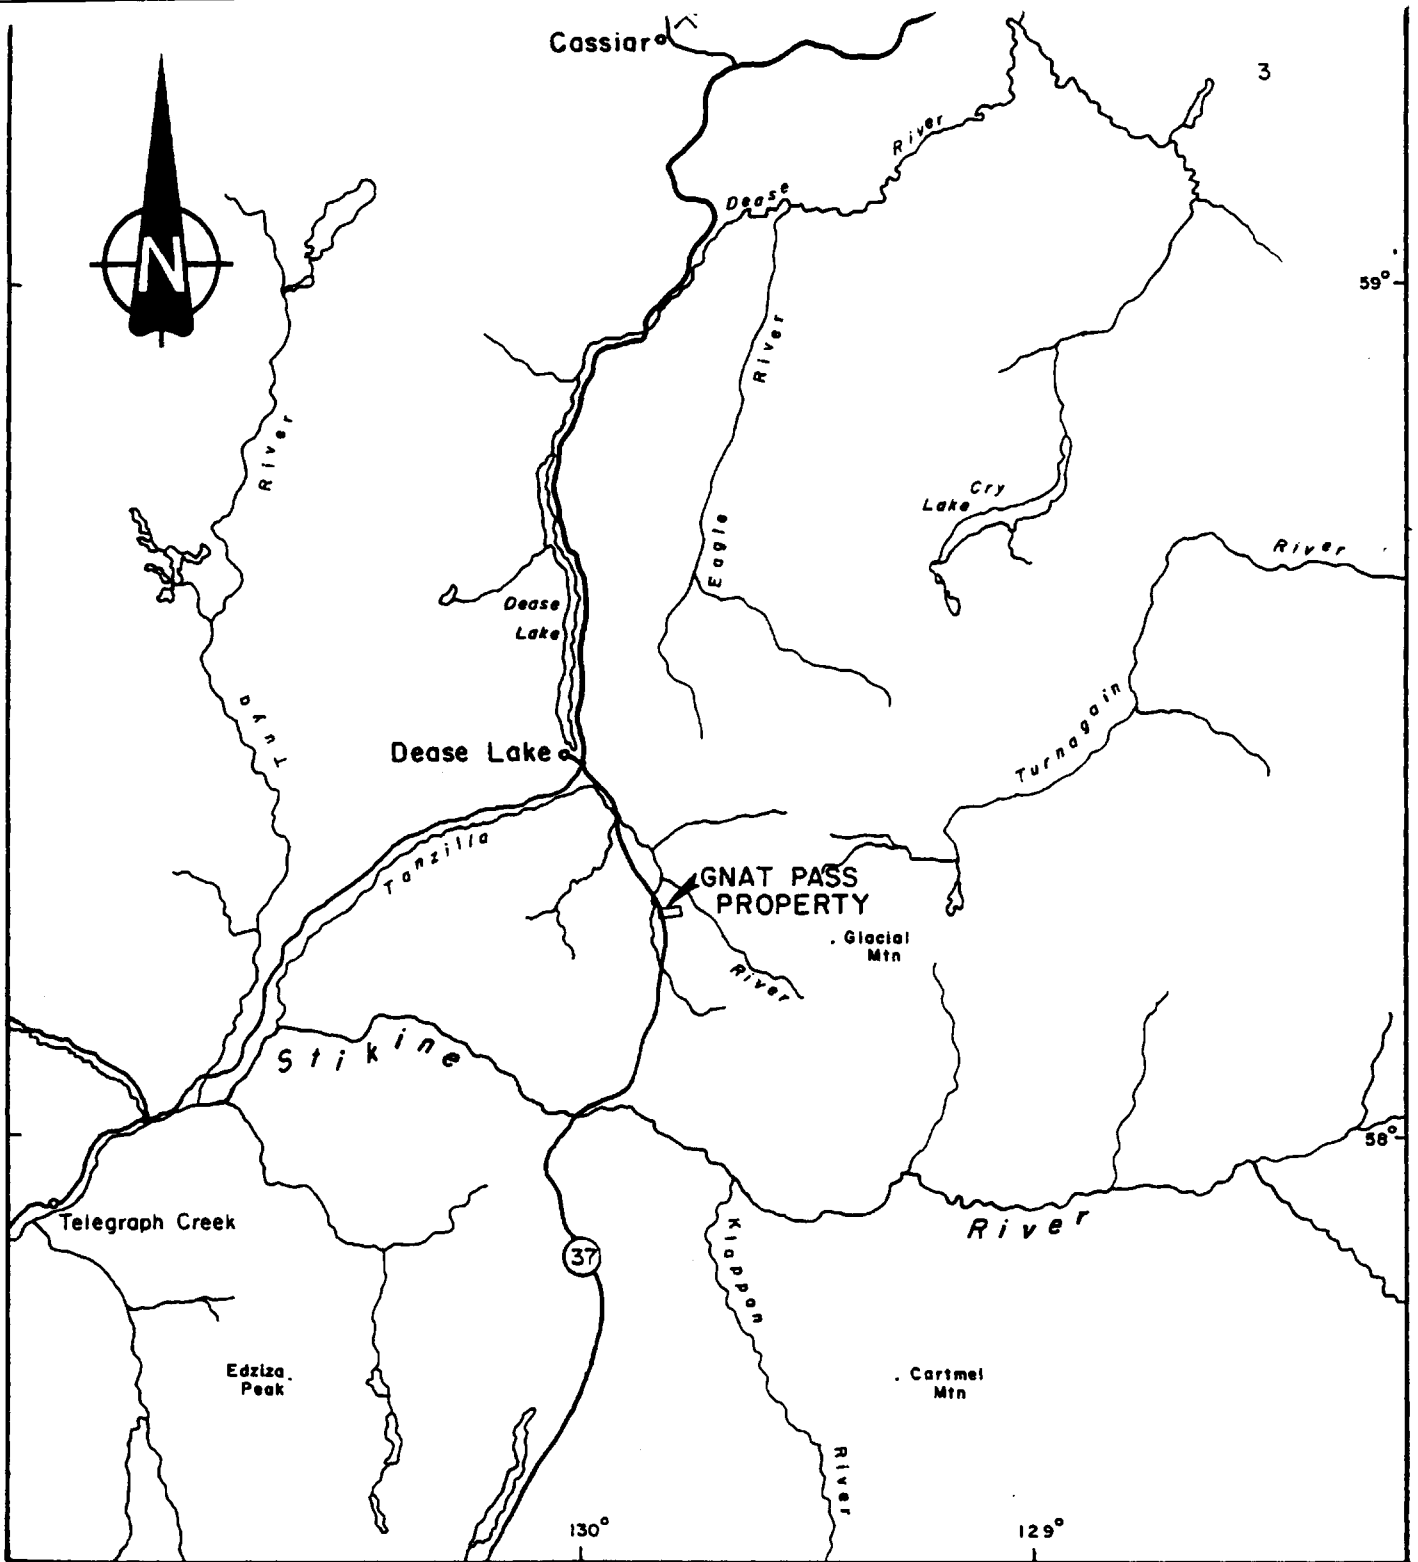 Cassiar
3
N
River
Dease
59°
River
River
Cry
Lake
River
Eagle
Dease
Lake
Tuya
Turnagain
Dease Lake
Tanzilla
GNAT PASS
PROPERTY
Glacial
Mtn
River
Stikine
58°
Telegraph Creek
River
Klappan
37
Edziza
Peak
Cartmel
Mtn
River
130°
129°